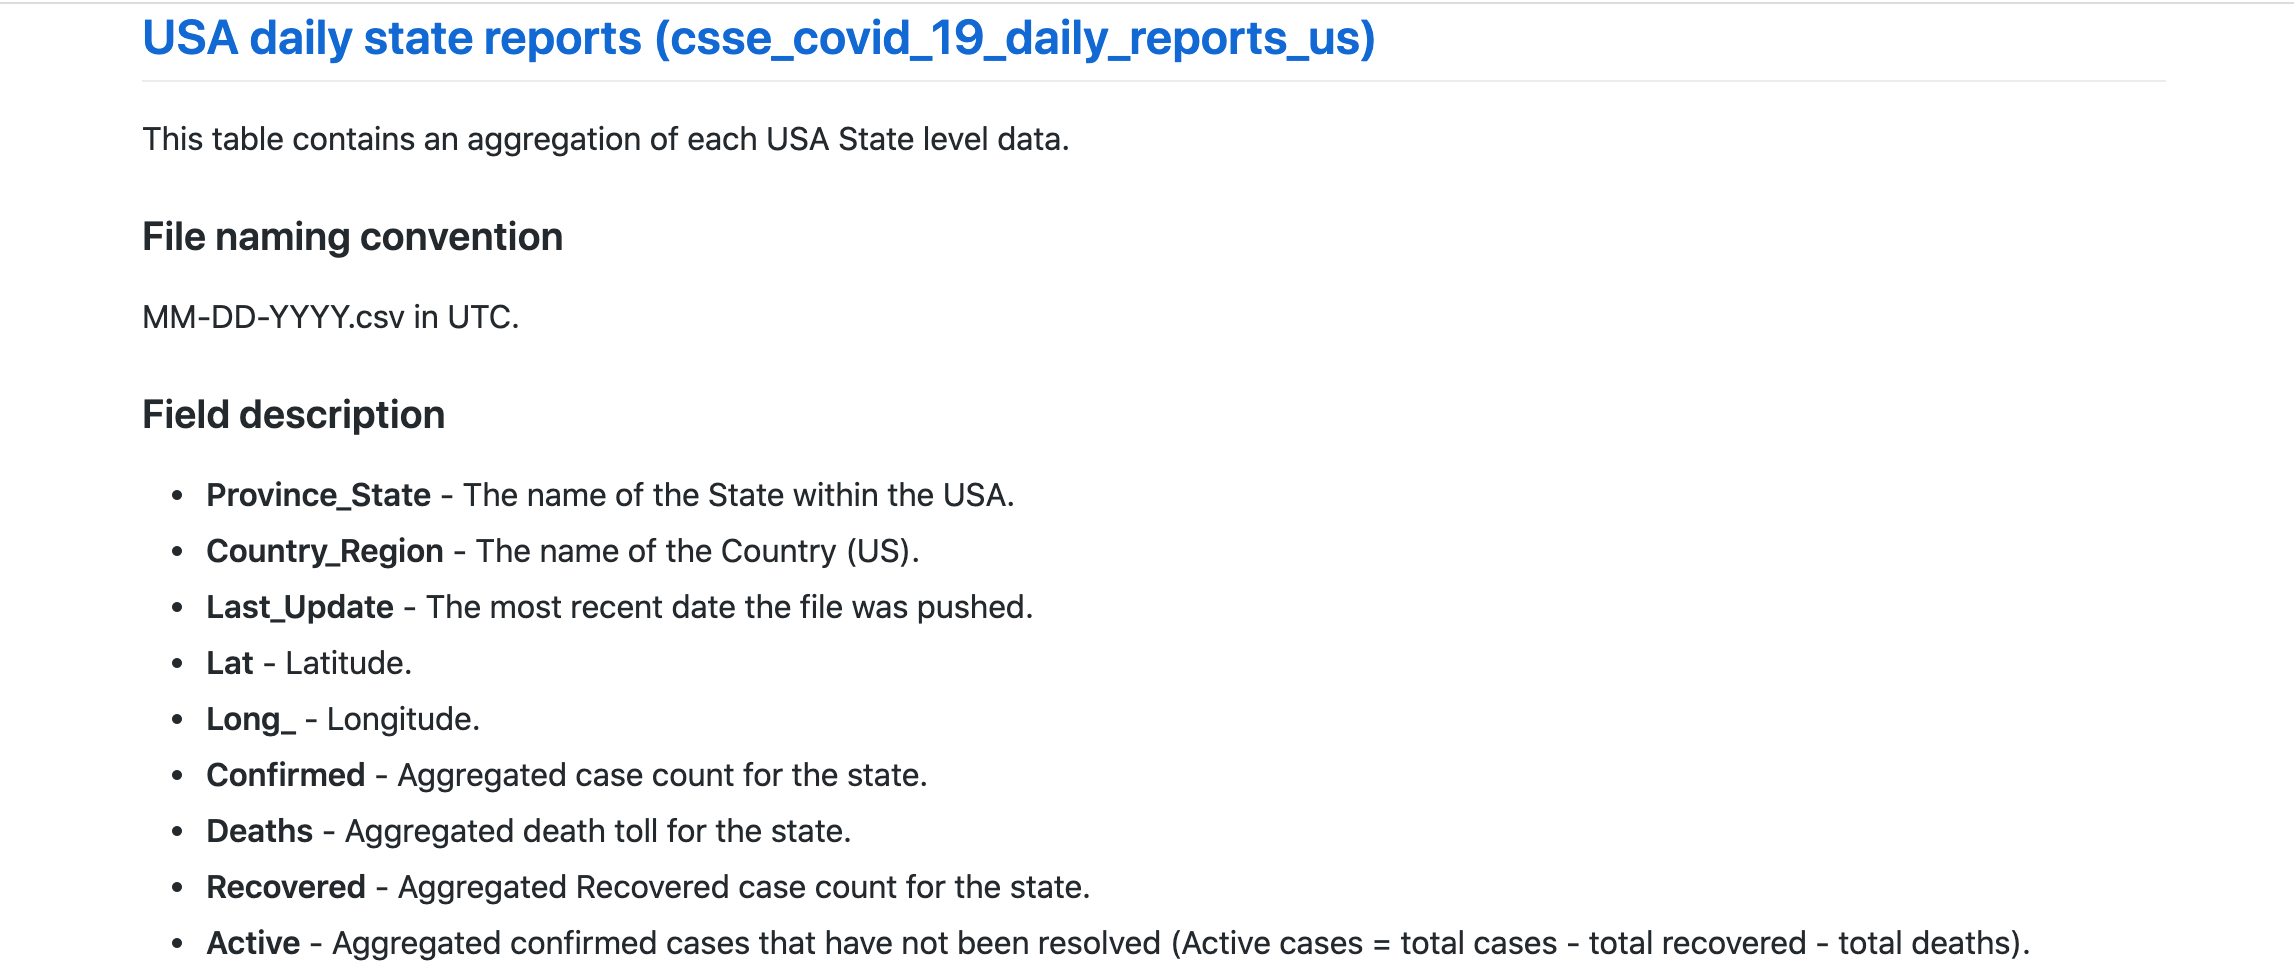 USA daily state reports (csse_covid_19_daily_reports_us)
This table contains an aggregation of each USA State level data.
File naming convention
MM-DD-YYYY.csv in UTC.
Field description
• Province_State - The name of the State within the USA.
• Country_Region - The name of the Country (US).
• Last_Update - The most recent date the file was pushed.
• Lat - Latitude.
• Long_ - Longitude.
• Confirmed - Aggregated case count for the state.
• Deaths - Aggregated death toll for the state.
• Recovered - Aggregated Recovered case count for the state.
• Active - Aggregated confirmed cases that have not been resolved (Active cases = total cases - total recovered - total deaths).